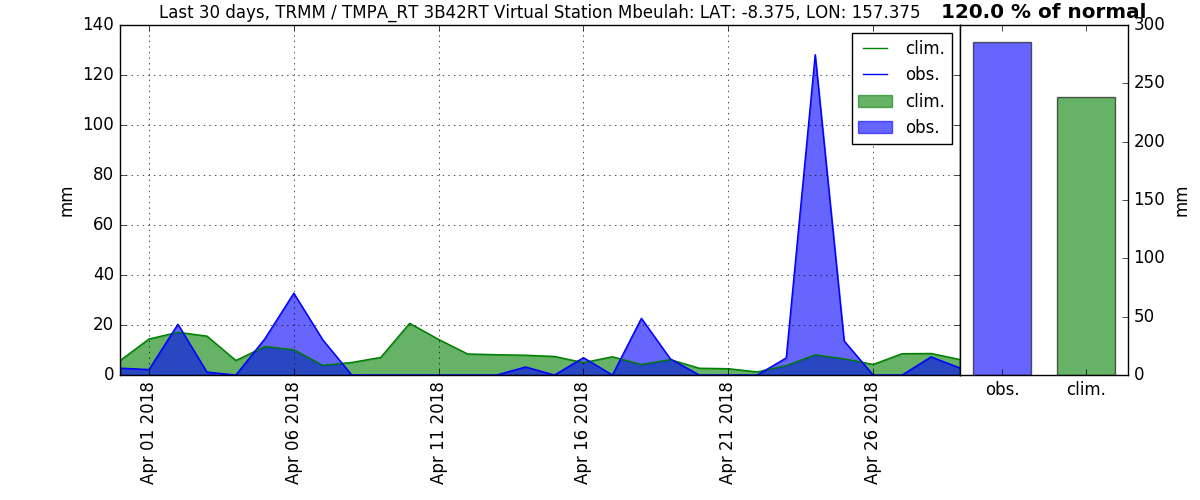 Last 30 days, TRMM / TMPA_RT 3B42RT Virtual Station Mbeulah: LAT: -8.375, LON: 157.375
120.0 % of normal
140
120
100
80
60
40
20
0
mm
clim.
obs.
clim.
obs.
Apr 01 2018
Apr 06 2018
Apr 11 2018
Apr 16 2018
Apr 21 2018
Apr 26 2018
300
250
200
150
100
50
0
mm
obs.
clim.